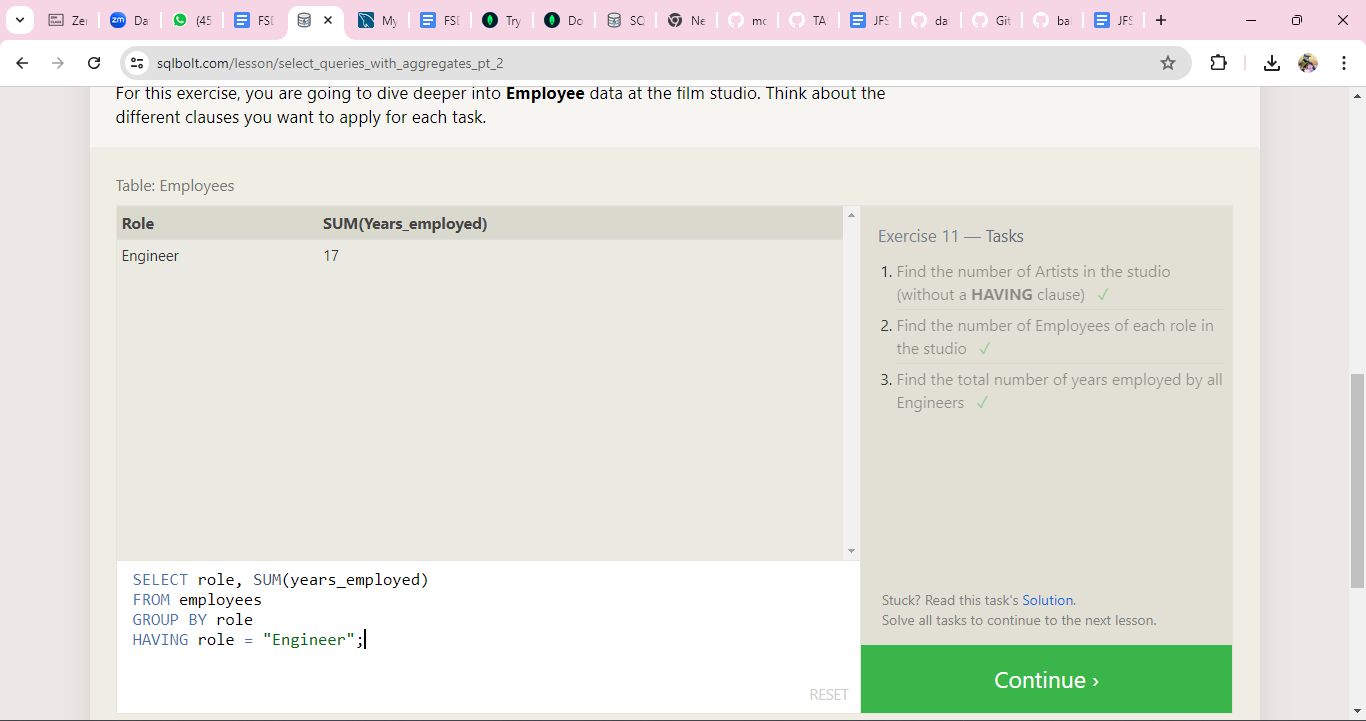 Zer
Da
(45
FSD
My
FSD
Try
Do
SQ
Ne
mo
TA
JFS
da
Git
ba
JFS
sqlbolt.com/lesson/select_queries_with_aggregates_pt_2
For this exercise, you are going to dive deeper into Employee data at the film studio. Think about the
different clauses you want to apply for each task.
Table: Employees
Role SUM(Years_employed)
Engineer 17
Exercise 11 — Tasks
1. Find the number of Artists in the studio
(without a HAVING clause) ✓
2. Find the number of Employees of each role in
the studio ✓
3. Find the total number of years employed by all
Engineers ✓
SELECT role, SUM(years_employed)
FROM employees
GROUP BY role
HAVING role = "Engineer";
RESET
Stuck? Read this task's Solution.
Solve all tasks to continue to the next lesson.
Continue ›